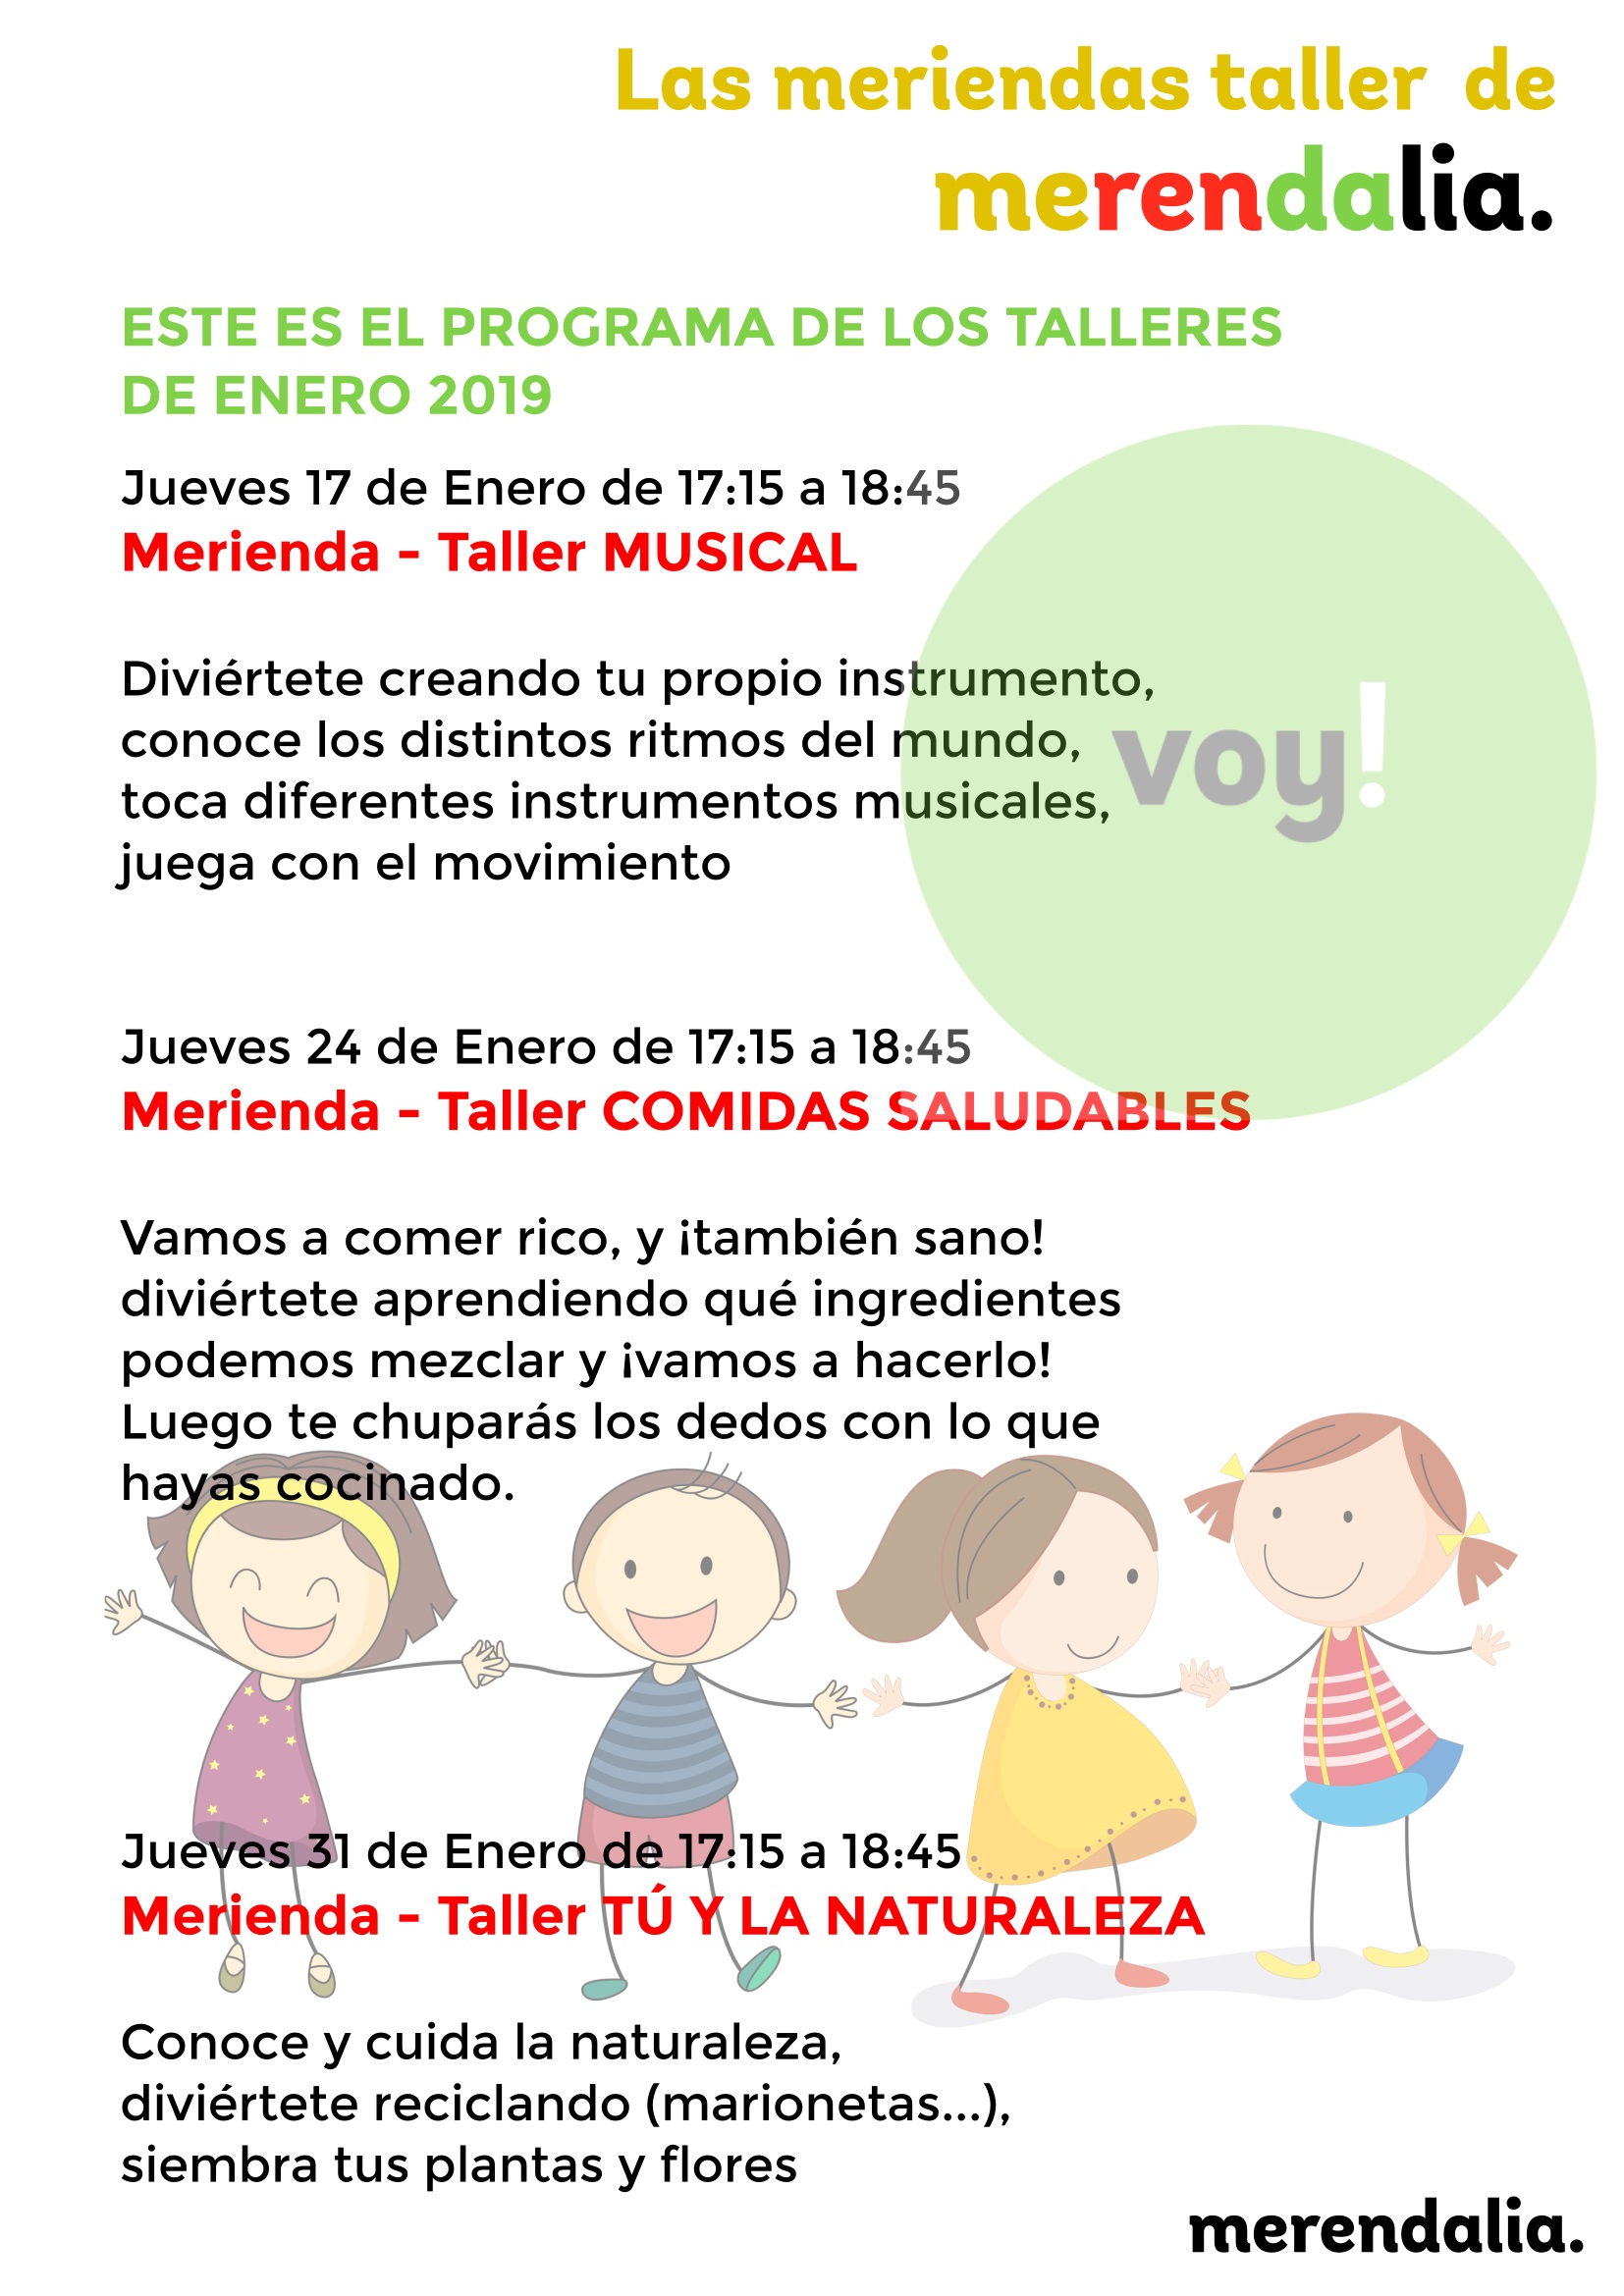 Las meriendas taller de
merendalia.
ESTE ES EL PROGRAMA DE LOS TALLERES
DE ENERO 2019
Jueves 17 de Enero de 17:15 a 18:45
Merienda - Taller MUSICAL
Diviértete creando tu propio instrumento,
conoce los distintos ritmos del mundo,
toca diferentes instrumentos musicales,
juega con el movimiento
voy!
Jueves 24 de Enero de 17:15 a 18:45
Merienda - Taller COMIDAS SALUDABLES
Vamos a comer rico, y ¡también sano!
diviértete aprendiendo qué ingredientes
podemos mezclar y ¡vamos a hacerlo!
Luego te chuparás los dedos con lo que
hayas cocinado.
Jueves 31 de Enero de 17:15 a 18:45
Merienda - Taller TÚ Y LA NATURALEZA
Conoce y cuida la naturaleza,
diviértete reciclando (marionetas...),
siembra tus plantas y flores
merendalia.